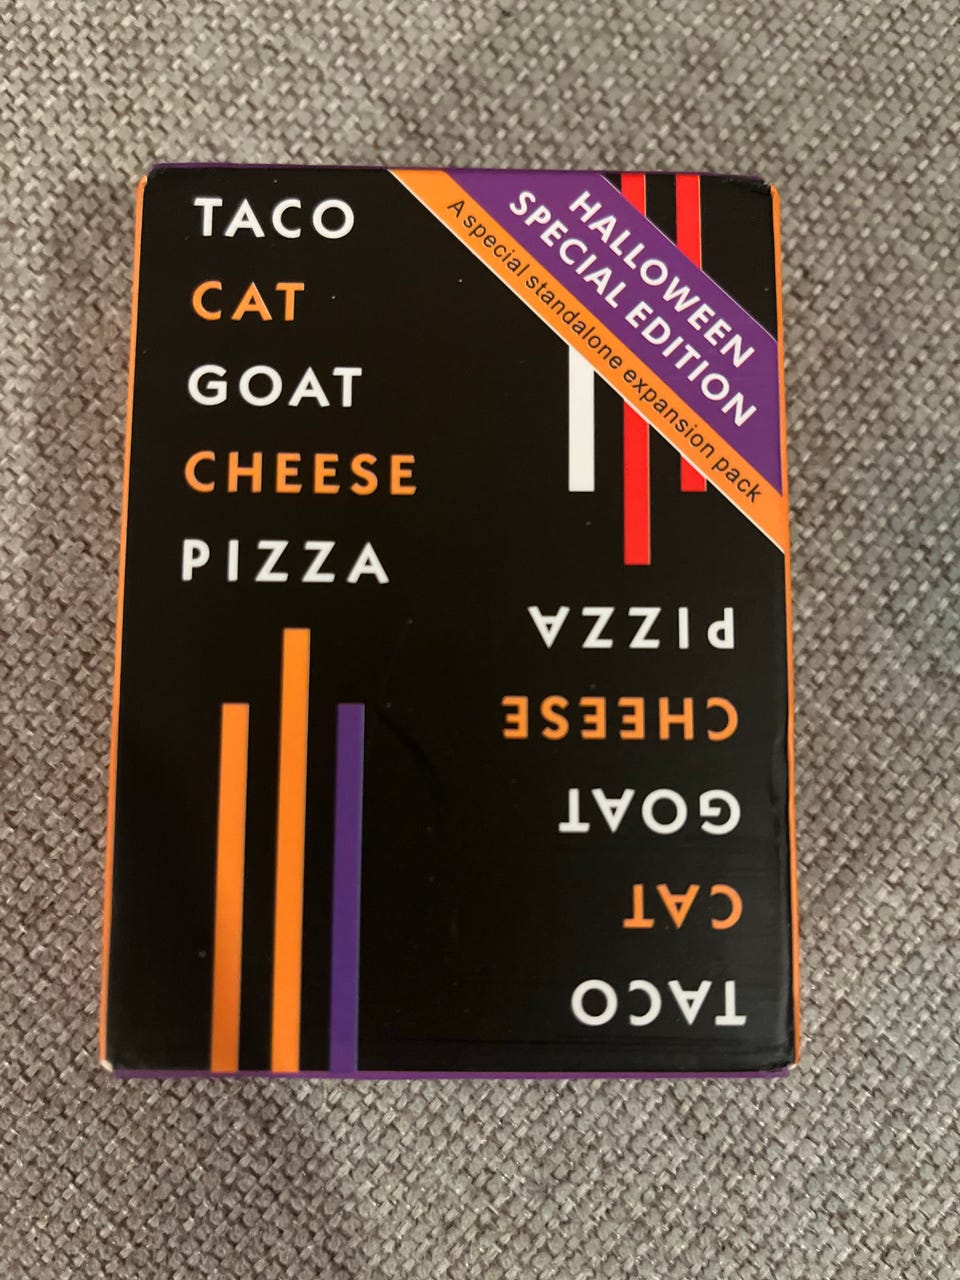 TACO
CAT
GOAT
CHEESE
PIZZA
HALLOWEEN
SPECIAL EDITION
A special standalone expansion pack
PIZZA
CHEESE
GOAT
CAT
TACO